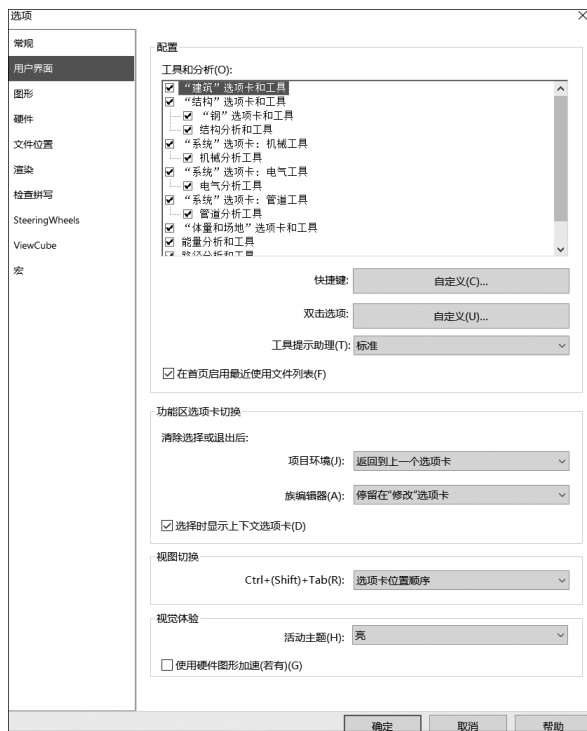 选项
常规
用户界面
图形
硬件
文件位置
渲染
检查拼写
SteeringWheels
ViewCube
宏
配置
工具和分析(O):
“建筑”选项卡和工具
“结构”选项卡和工具
“钢”选项卡和工具
结构分析和工具
“系统”选项卡：机械工具
机械分析工具
“系统”选项卡：电气工具
电气分析工具
“系统”选项卡：管道工具
管道分析工具
“体量和场地”选项卡和工具
能量分析和工具
路径分析和工具
快捷键: 自定义(C)...
双击选项: 自定义(U)...
工具提示助理(T): 标准
在首页启用最近使用文件列表(F)
功能区选项卡切换
清除选择或退出后:
项目环境(J): 返回到上一个选项卡
族编辑器(A): 停留在“修改”选项卡
选择时显示上下文选项卡(D)
视图切换
Ctrl+(Shift)+Tab(R): 选项卡位置顺序
视觉体验
活动主题(H): 亮
使用硬件图形加速(若有)(G)
确定 取消 帮助